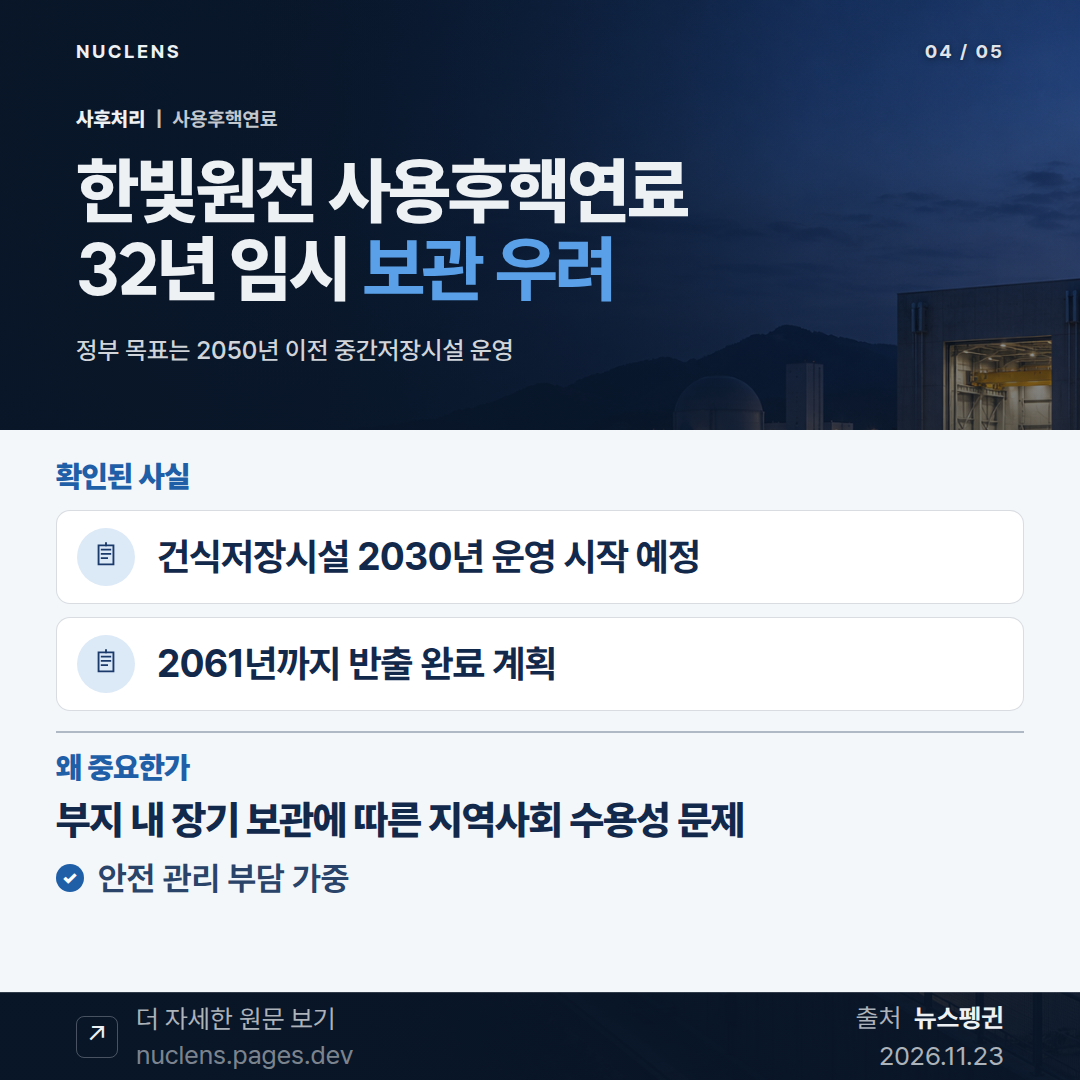 NUCLENS
04 / 05
사후처리 | 사용후핵연료
한빛원전 사용후핵연료
32년 임시 보관 우려
정부 목표는 2050년 이전 중간저장시설 운영
확인된 사실
건식저장시설 2030년 운영 시작 예정
2061년까지 반출 완료 계획
왜 중요한가
부지 내 장기 보관에 따른 지역사회 수용성 문제
안전 관리 부담 가중
더 자세한 원문 보기
nuclens.pages.dev
출처 뉴스펭귄
2026.11.23